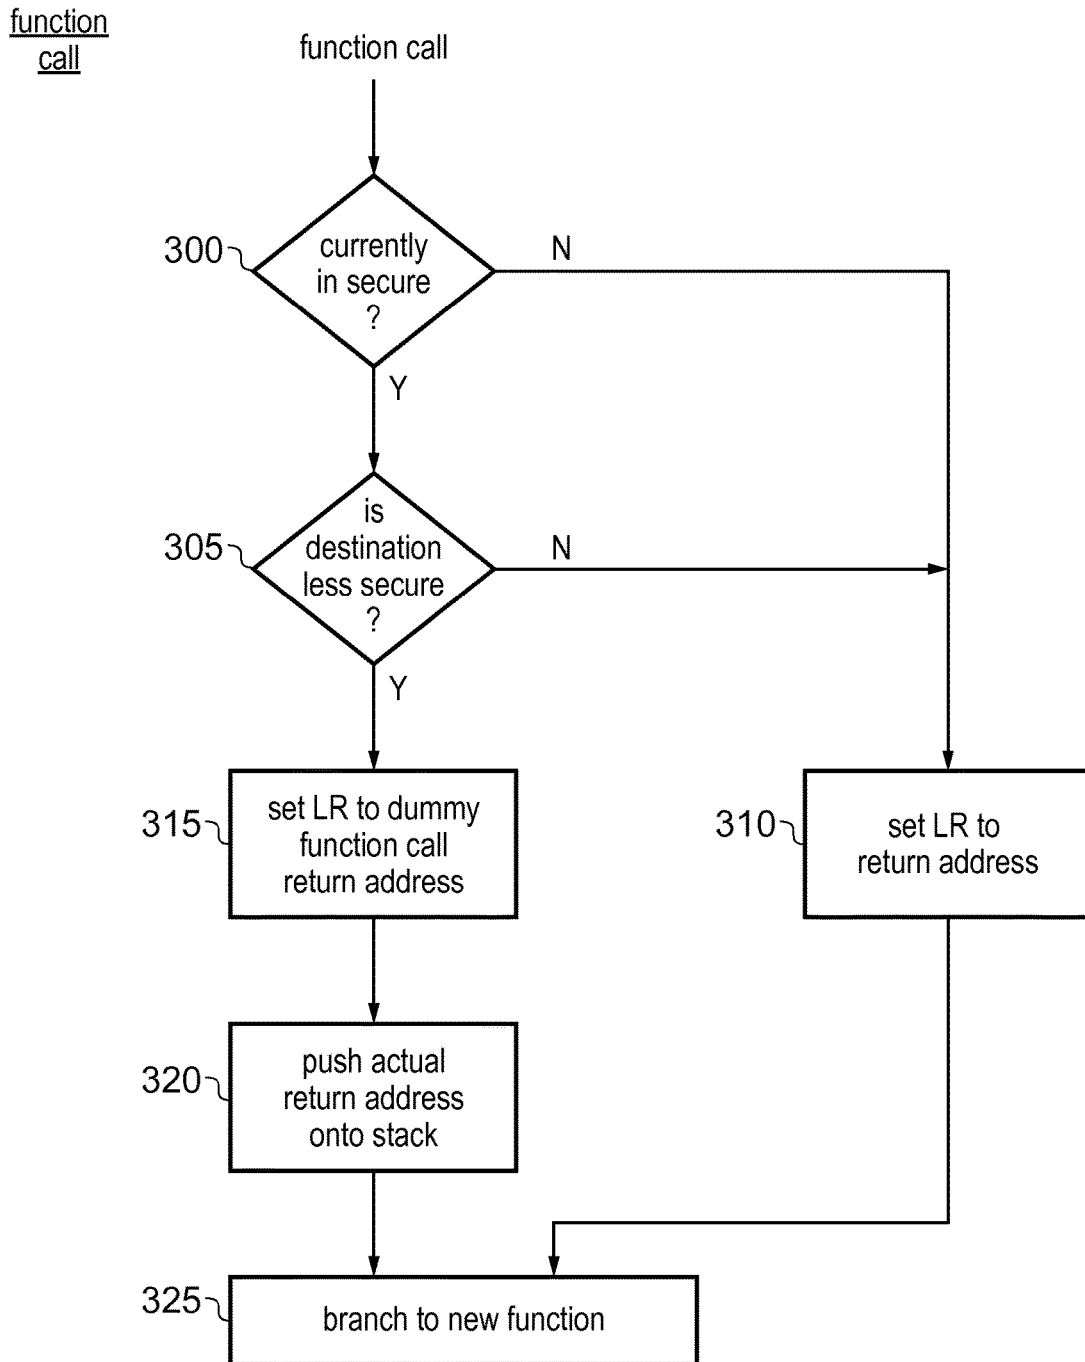 function
call
function call
300
currently
in secure
?
N
Y
305
is
destination
less secure
?
N
Y
315
set LR to dummy
function call
return address
310
set LR to
return address
320
push actual
return address
onto stack
325
branch to new function